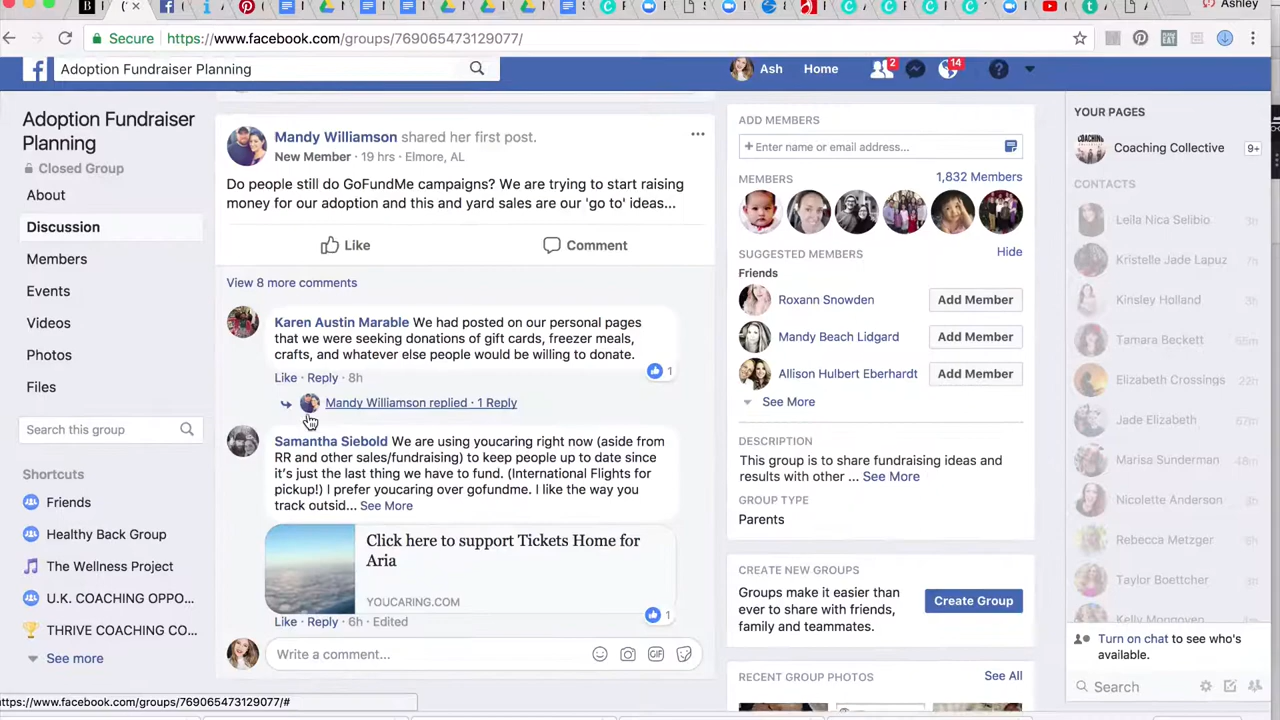 Ashley
Secure
https://www.facebook.com/groups/769065473129077/
Adoption Fundraiser Planning
Ash
Home
2
14
Adoption Fundraiser
Planning
Closed Group
About
Discussion
Members
Events
Videos
Photos
Files
Search this group
Shortcuts
Friends
Healthy Back Group
The Wellness Project
U.K. COACHING OPPO...
THRIVE COACHING CO...
See more
Mandy Williamson shared her first post.
New Member · 19 hrs · Elmore, AL
Do people still do GoFundMe campaigns? We are trying to start raising
money for our adoption and this and yard sales are our 'go to' ideas...
Like
Comment
View 8 more comments
Karen Austin Marable We had posted on our personal pages
that we were seeking donations of gift cards, freezer meals,
crafts, and whatever else people would be willing to donate.
1
Like · Reply · 8h
Mandy Williamson replied · 1 Reply
Samantha Siebold We are using youcaring right now (aside from
RR and other sales/fundraising) to keep people up to date since
it's just the last thing we have to fund. (International Flights for
pickup!) I prefer youcaring over gofundme. I like the way you
track outsid... See More
Click here to support Tickets Home for
Aria
YOUCARING.COM
1
Like · Reply · 6h · Edited
Write a comment...
GIF
ADD MEMBERS
+ Enter name or email address...
MEMBERS
1,832 Members
SUGGESTED MEMBERS
Hide
Friends
Roxann Snowden
Add Member
Mandy Beach Lidgard
Add Member
Allison Hulbert Eberhardt
Add Member
See More
DESCRIPTION
This group is to share fundraising ideas and
results with other ... See More
GROUP TYPE
Parents
CREATE NEW GROUPS
Groups make it easier than
ever to share with friends,
family and teammates.
Create Group
RECENT GROUP PHOTOS
See All
YOUR PAGES
Coaching Collective
9+
CONTACTS
Leila Nica Selibio
3h
Kristelle Jade Lapuz
7h
Kinsley Holland
3h
Tamara Beckett
55m
Elizabeth Crossings
22h
Jade Elizabeth
Marisa Sunderman
48m
Nicolette Anderson
Rebecca Metzger
Taylor Boettcher
Kelly Mongoven
Turn on chat to see who's
available.
Search
https://www.facebook.com/groups/769065473129077/#